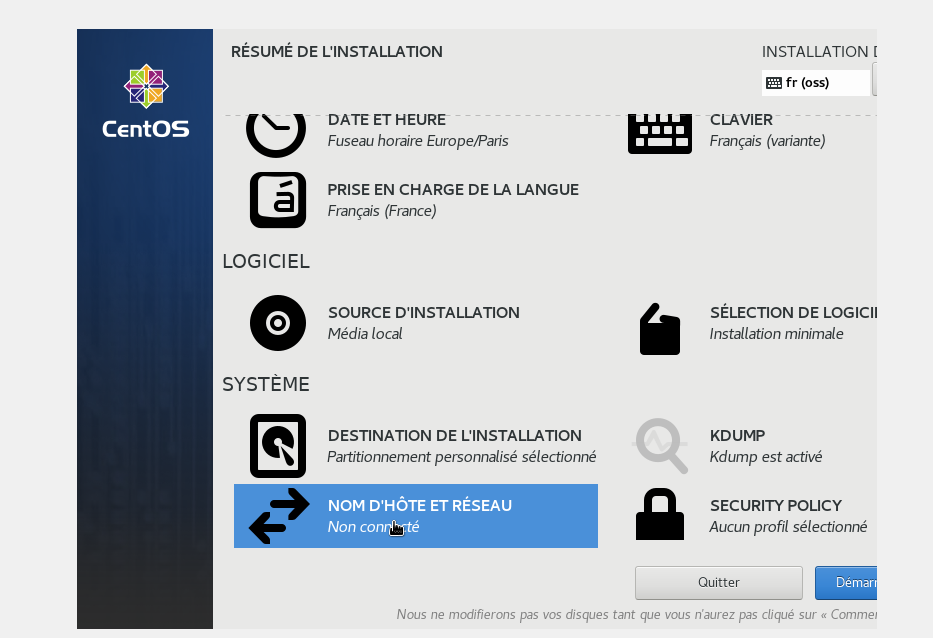 RÉSUMÉ DE L'INSTALLATION
INSTALLATION
fr (oss)
CentOS
DATE ET HEURE
Fuseau horaire Europe/Paris
CLAVIER
Français (variante)
PRISE EN CHARGE DE LA LANGUE
Français (France)
LOGICIEL
SOURCE D'INSTALLATION
Média local
SÉLECTION DE LOGICI
Installation minimale
SYSTÈME
DESTINATION DE L'INSTALLATION
Partitionnement personnalisé sélectionné
KDUMP
Kdump est activé
NOM D'HÔTE ET RÉSEAU
Non connecté
SECURITY POLICY
Aucun profil sélectionné
Quitter
Démarr
Nous ne modifierons pas vos disques tant que vous n'aurez pas cliqué sur « Commen